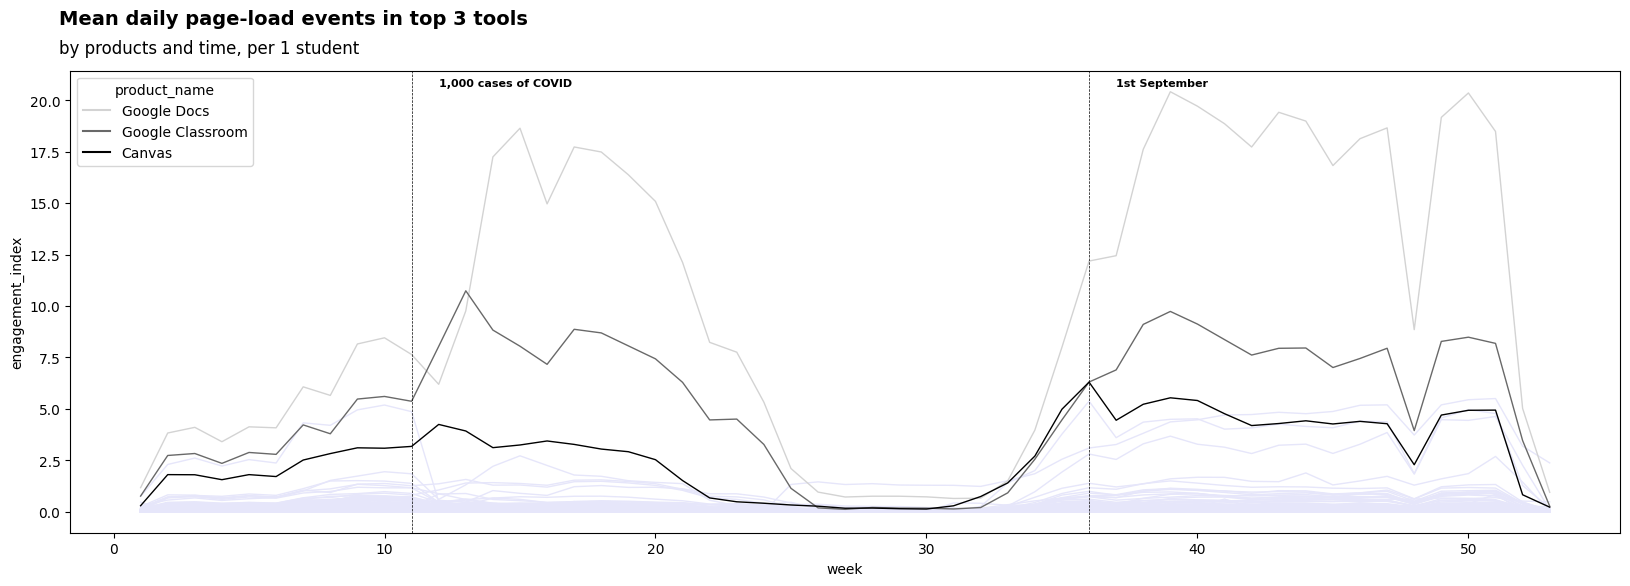 Mean daily page-load events in top 3 tools
by products and time, per 1 student
1,000 cases of COVID
1st September
product_name
Google Docs
Google Classroom
Canvas
engagement_index
20.0
17.5
15.0
12.5
10.0
7.5
5.0
2.5
0.0
0 10 20 30 40 50
week